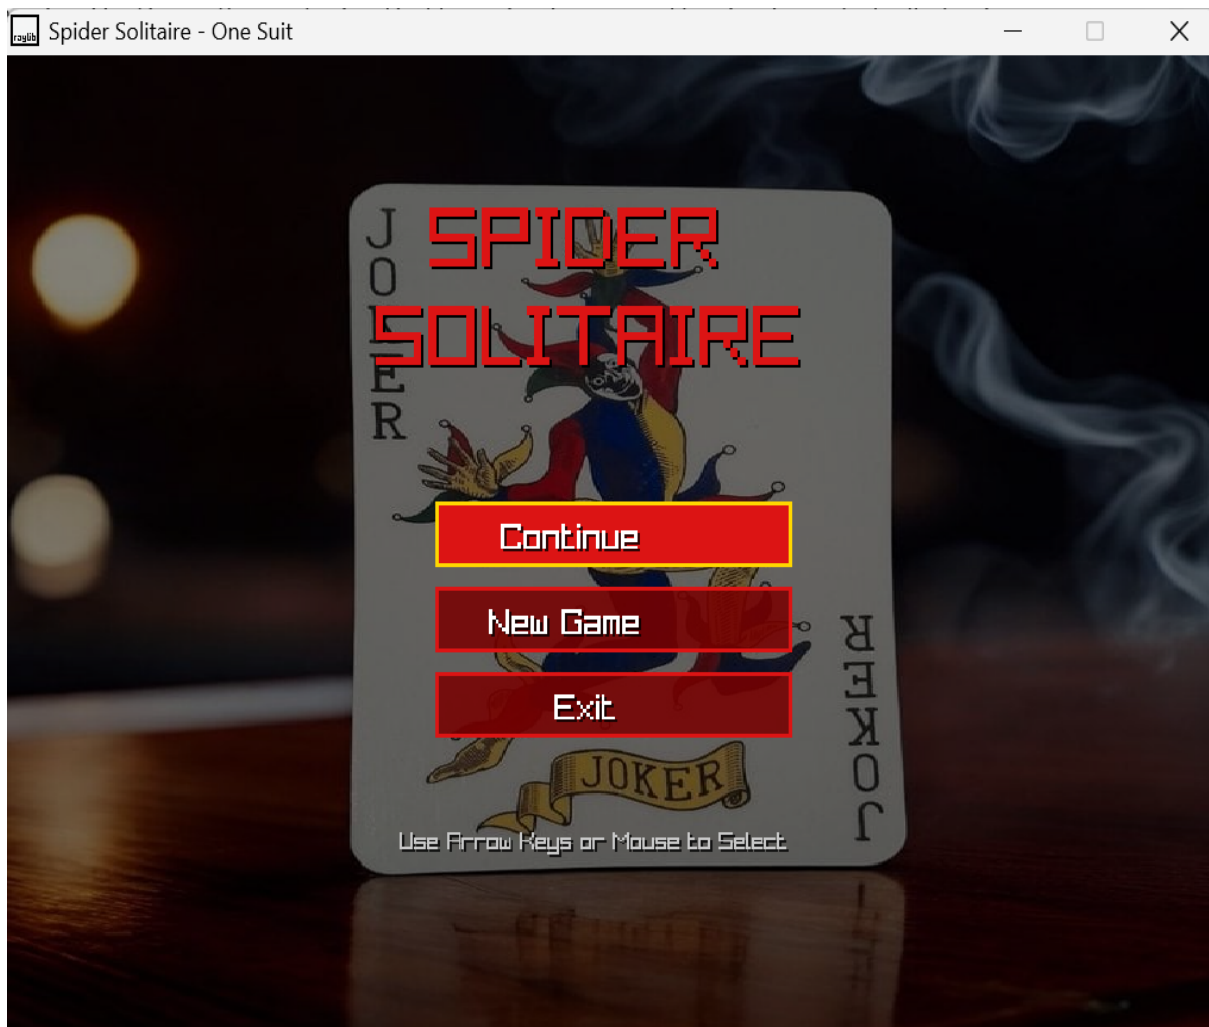 raylib
Spider Solitaire - One Suit
JOKER
SPIDER
SOLITAIRE
Continue
New Game
Exit
JOKER
JOKER
Use Arrow Keys or Mouse to Select